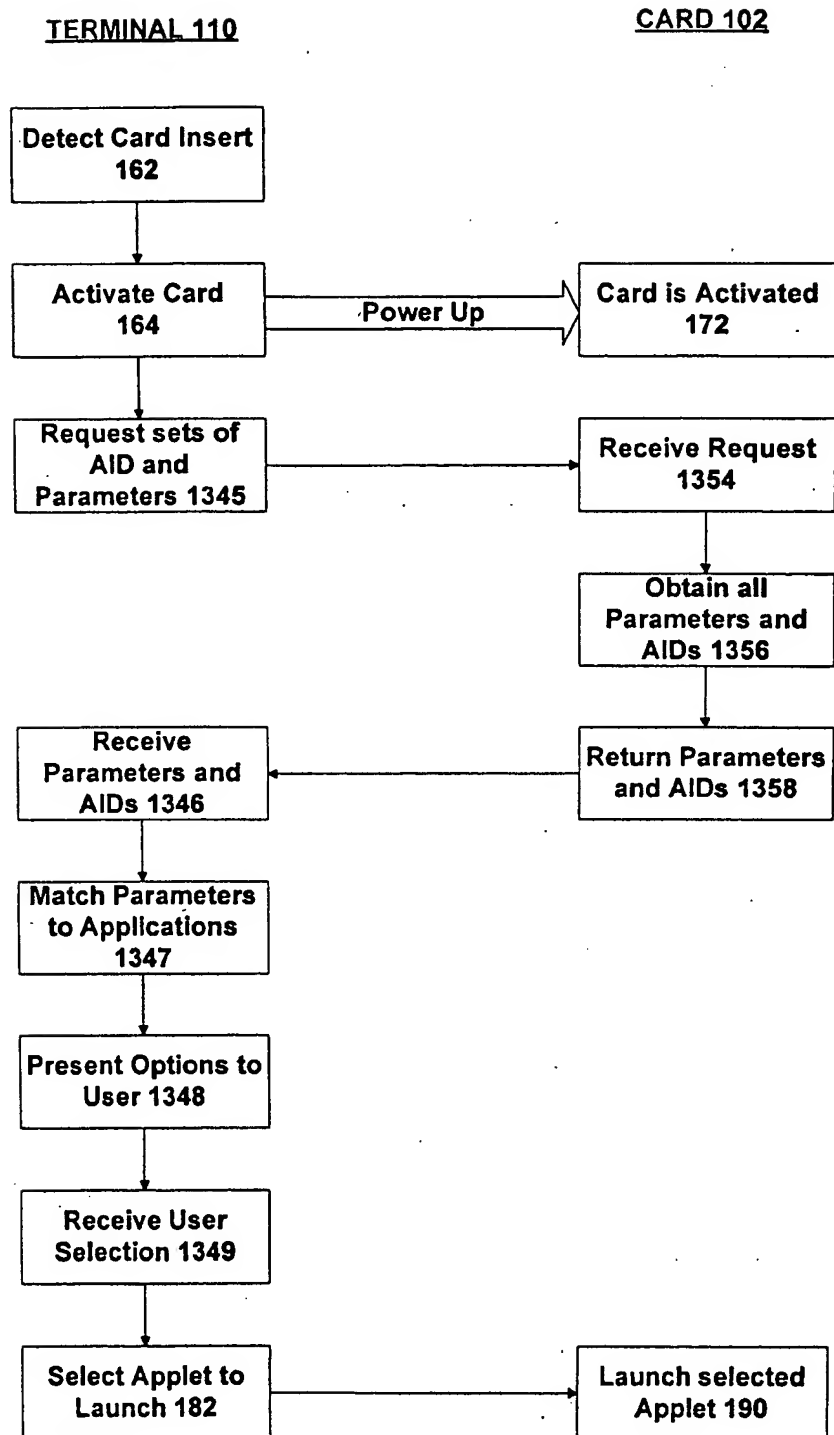 TERMINAL 110
CARD 102
Detect Card Insert
162
Activate Card
164
Power Up
Card is Activated
172
Request sets of
AID and
Parameters 1345
Receive Request
1354
Obtain all
Parameters and
AIDs 1356
Receive
Parameters and
AIDs 1346
Return Parameters
and AIDs 1358
Match Parameters
to Applications
1347
Present Options to
User 1348
Receive User
Selection 1349
Select Applet to
Launch 182
Launch selected
Applet 190